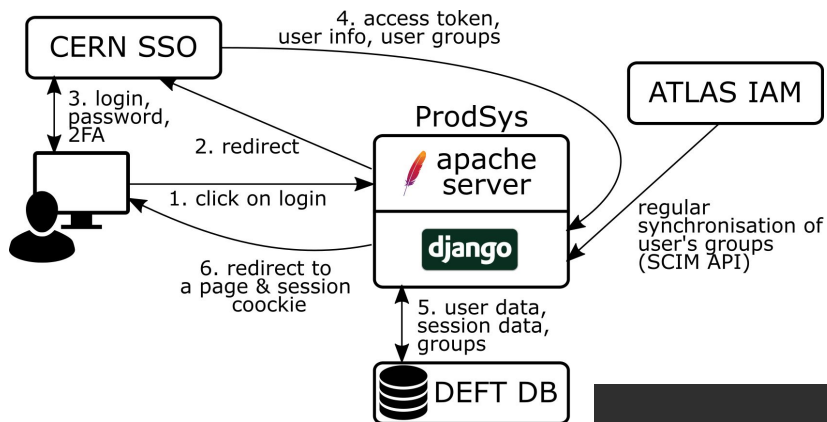 4. access token,
user info, user groups
CERN SSO
ATLAS IAM
3. login,
password,
2FA
ProdSys
2. redirect
apache
server
1. click on login
django
regular
synchronisation of
user's groups
(SCIM API)
6. redirect to
a page & session
coockie
5. user data,
session data,
groups
DEFT DB